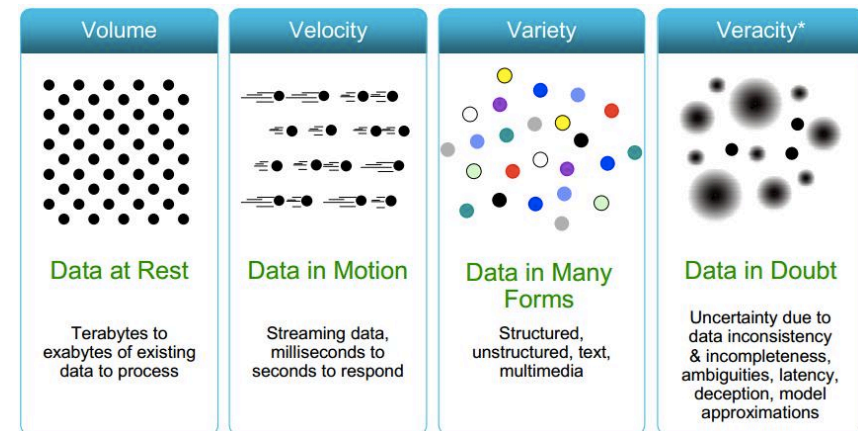 Volume
Data at Rest
Terabytes to
exabytes of existing
data to process
Velocity
Data in Motion
Streaming data,
milliseconds to
seconds to respond
Variety
Data in Many
Forms
Structured,
unstructured, text,
multimedia
Veracity*
Data in Doubt
Uncertainty due to
data inconsistency
& incompleteness,
ambiguities, latency,
deception, model
approximations